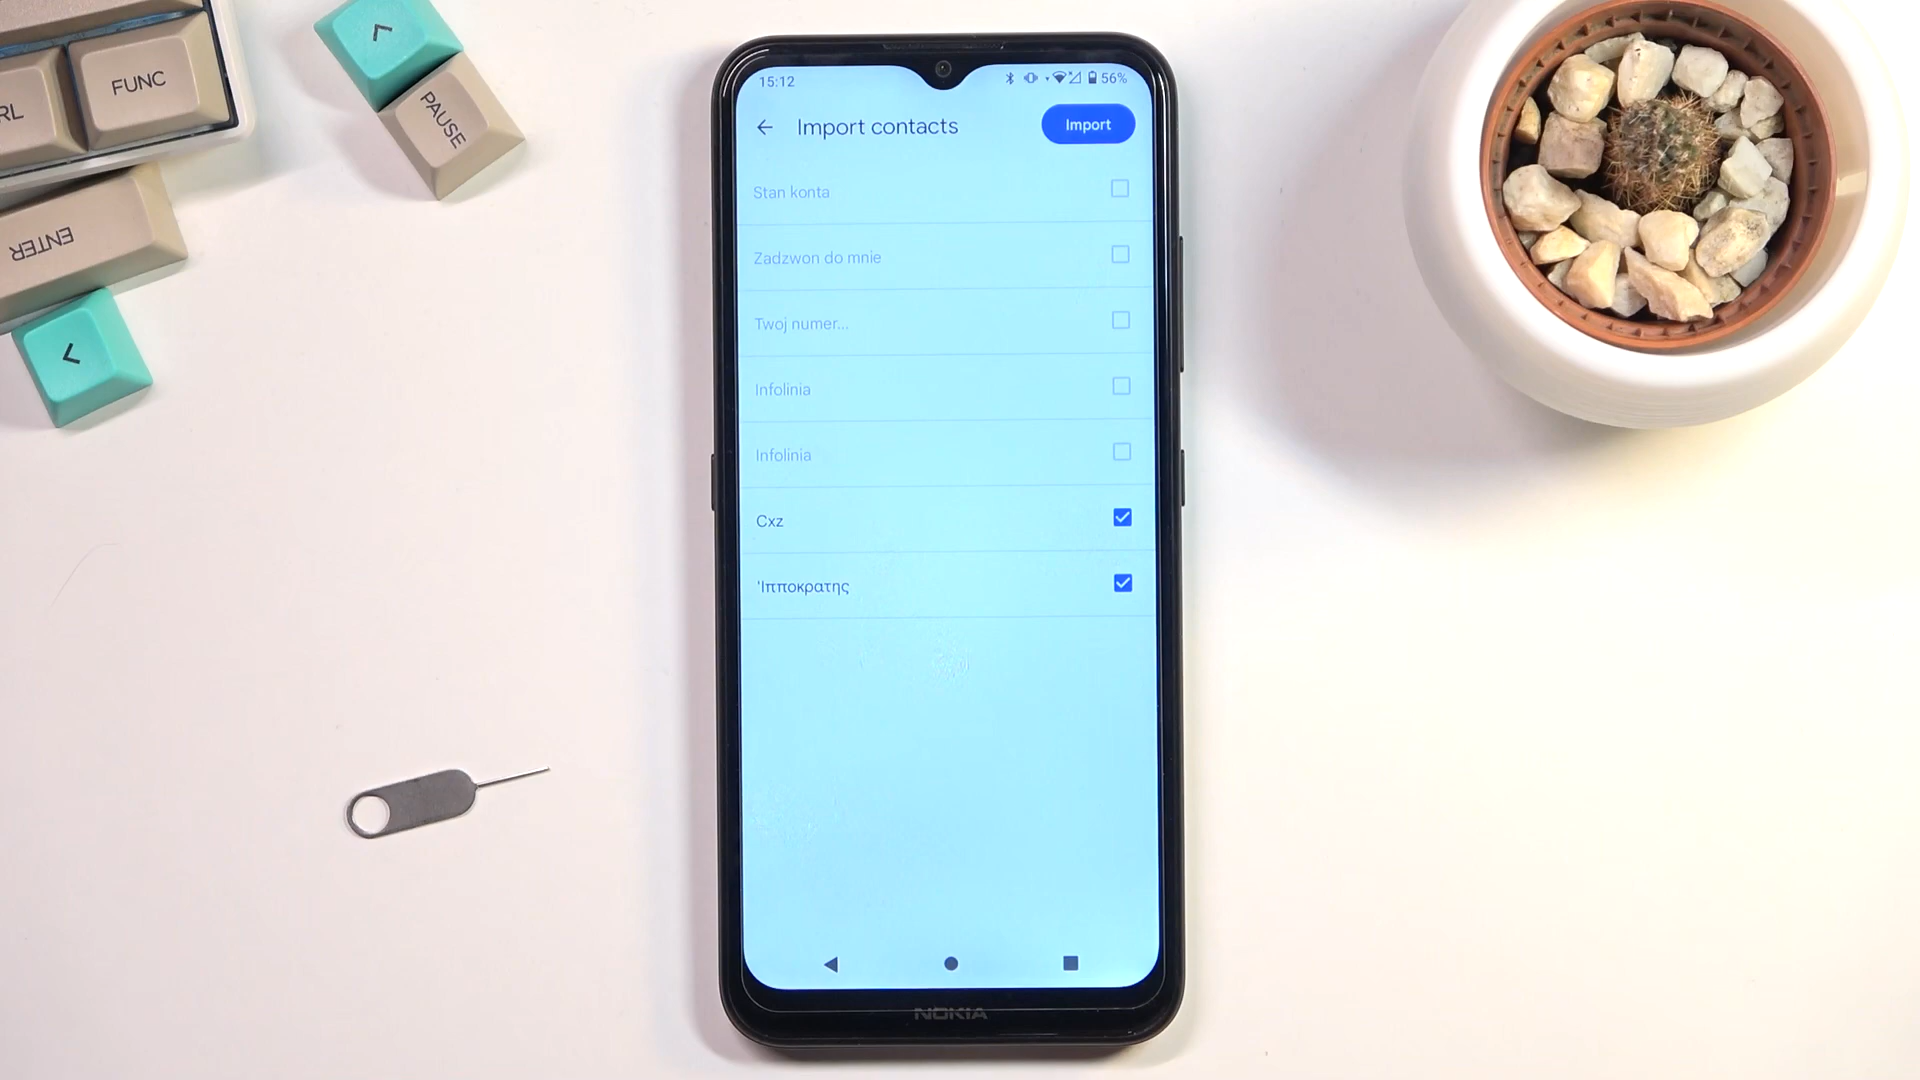 FUNC
RL
ENTER
PAUSE
15:12
56%
Import contacts
Import
Stan konta
Zadzwon do mnie
Twoj numer...
Infolinia
Infolinia
Cxz
'Ιπποκρατης
NOKIA